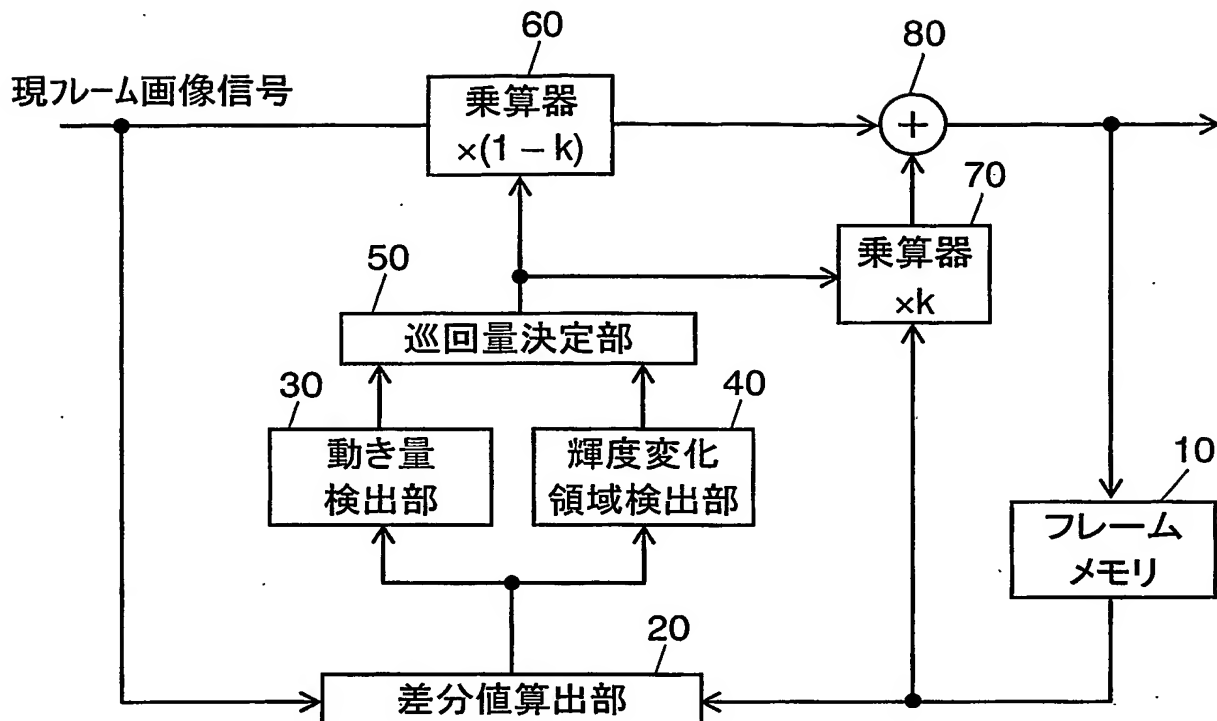 60
80
現フレーム画像信号
乗算器
×(1 − k)
+
70
乗算器
×k
50
巡回量決定部
30
40
動き量
検出部
輝度変化
領域検出部
10
フレーム
メモリ
20
差分値算出部